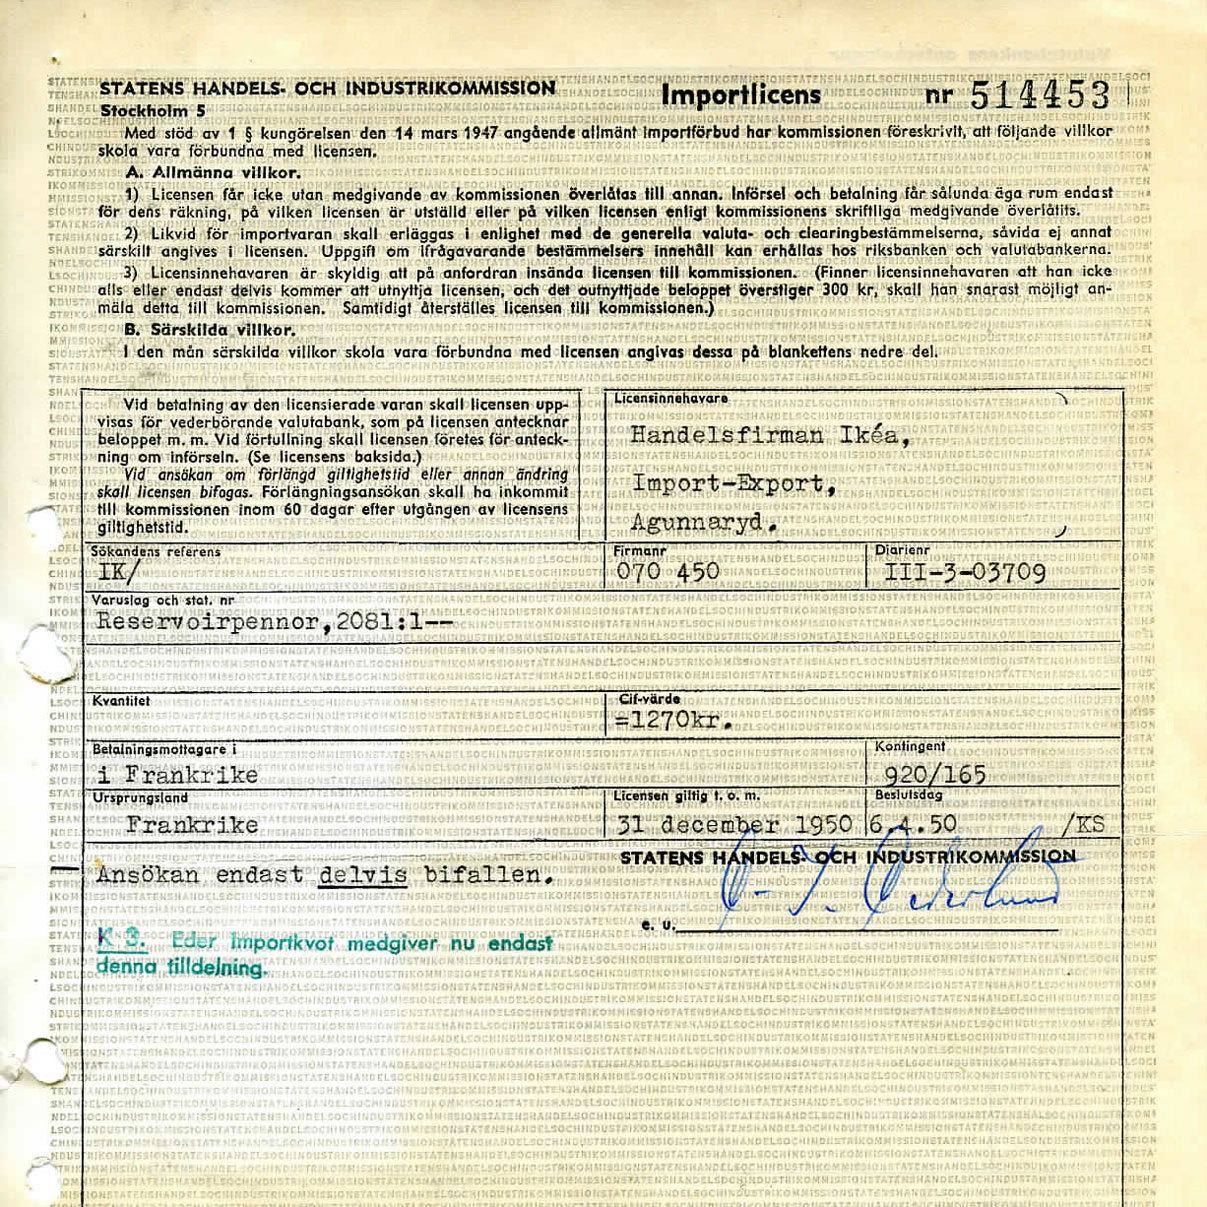 STATENS HANDELS- OCH INDUSTRIKOMMISSION
Stockholm 5
Importlicens nr 514453
Med stöd av 1 § kungörelsen den 14 mars 1947 angående allmänt importförbud har kommissionen föreskrivit, att följande villkor
skola vara förbundna med licensen.
A. Allmänna villkor.
1) Licensen får icke utan medgivande av kommissionen överlåtas till annan. Införsel och betalning får sålunda äga rum endast
för dens räkning, på vilken licensen är utställd eller på vilken licensen enligt kommissionens skriftliga medgivande överlåtits.
2) Likvid för importvaran skall erläggas i enlighet med de generella valuta- och clearingbestämmelserna, såvida ej annat
särskilt angives i licensen. Uppgift om ifrågavarande bestämmelsers innehåll kan erhållas hos riksbanken och valutabankerna.
3) Licensinnehavaren är skyldig att på anfordran insända licensen till kommissionen. (Finner licensinnehavaren att han icke
alls eller endast delvis kommer att utnyttja licensen, och det outnyttjade beloppet överstiger 300 kr, skall han snarast möjligt an-
mäla detta till kommissionen. Samtidigt återställes licensen till kommissionen.)
B. Särskilda villkor.
I den mån särskilda villkor skola vara förbundna med licensen angivas dessa på blankettens nedre del.
Vid betalning av den licensierade varan skall licensen upp-
visas för vederbörande valutabank, som på licensen antecknar
beloppet m. m. Vid förtullning skall licensen företes för anteck-
ning om införseln. (Se licensens baksida.)
Vid ansökan om förlängd giltighetstid eller annan ändring
skall licensen bifogas. Förlängningsansökan skall ha inkommit
till kommissionen inom 60 dagar efter utgången av licensens
giltighetstid.
Licensinnehavare
Handelsfirman Ikéa,
Import-Export,
Agunnaryd.
Sökandens referens
IK/
Firmanr
070 450
Diarienr
III-3-03709
Varuslag och stat. nr
Reservoirpennor,2081:1--
Kvantitet
Cif-värde
=1270kr.
Betalningsmottagare i
i Frankrike
Kontingent
920/165
Ursprungsland
Frankrike
Licensen giltig t. o. m.
31 december 1950
Beslutsdag
6.4.50 /KS
Ansökan endast delvis bifallen.
STATENS HANDELS- OCH INDUSTRIKOMMISSION
e. u.
K 3. Eder importkvot medgiver nu endast
denna tilldelning.